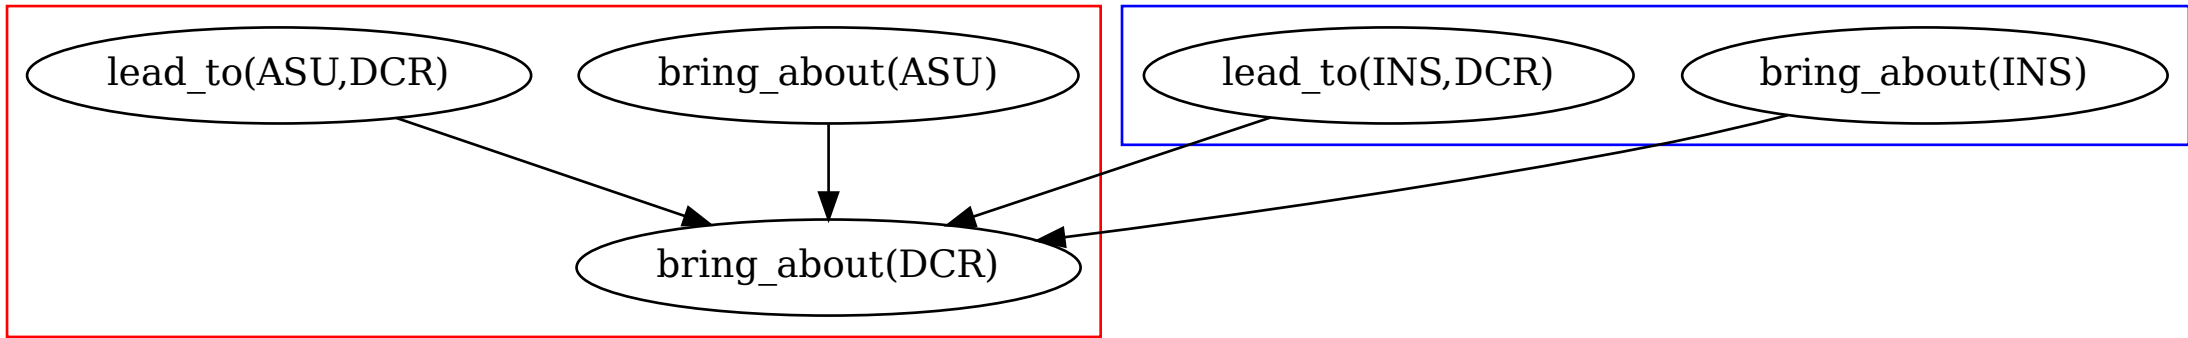 lead_to(ASU,DCR)
bring_about(ASU)
lead_to(INS,DCR)
bring_about(INS)
bring_about(DCR)